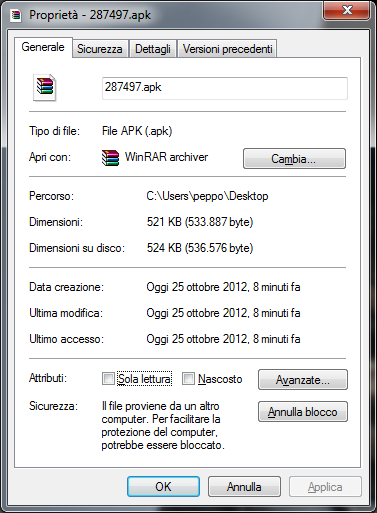 Proprietà - 287497.apk
Generale Sicurezza Dettagli Versioni precedenti
287497.apk
Tipo di file: File APK (.apk)
Apri con: WinRAR archiver Cambia...
Percorso: C:\Users\peppo\Desktop
Dimensioni: 521 KB (533.887 byte)
Dimensioni su disco: 524 KB (536.576 byte)
Data creazione: Oggi 25 ottobre 2012, 8 minuti fa
Ultima modifica: Oggi 25 ottobre 2012, 8 minuti fa
Ultimo accesso: Oggi 25 ottobre 2012, 8 minuti fa
Attributi: Sola lettura Nascosto Avanzate...
Sicurezza: Il file proviene da un altro Annulla blocco
computer. Per facilitare la
protezione del computer,
potrebbe essere bloccato.
OK Annulla Applica